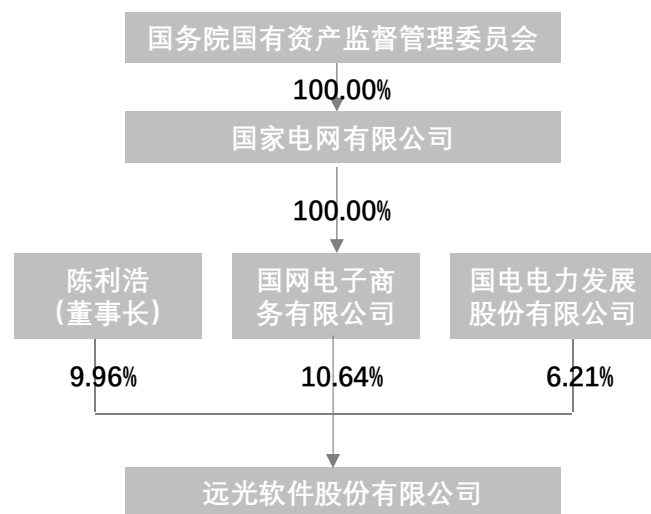 国务院国有资产监督管理委员会
100.00%
国家电网有限公司
100.00%
陈利浩
（董事长）
国网电子商
务有限公司
国电电力发展
股份有限公司
9.96%
10.64%
6.21%
远光软件股份有限公司